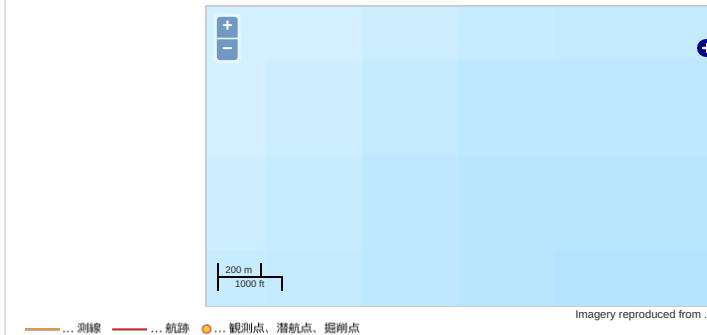 +
−
200 m
1000 ft
Imagery reproduced from .
... 測線 ... 航跡 ... 観測点、潜航点、掘削点